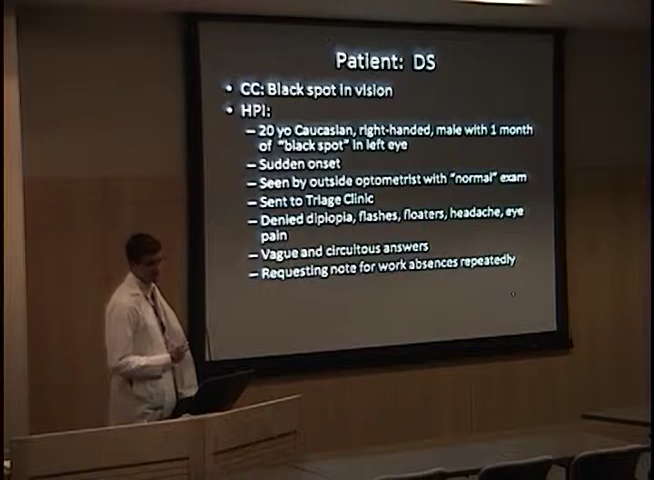 Patient: DS
• CC: Black spot in vision
• HPI:
– 20 yo Caucasian, right-handed, male with 1 month
of "black spot" in left eye
– Sudden onset
– Seen by outside optometrist with "normal" exam
– Sent to Triage Clinic
– Denied diplopia, flashes, floaters, headache, eye
pain
– Vague and circuitous answers
– Requesting note for work absences repeatedly